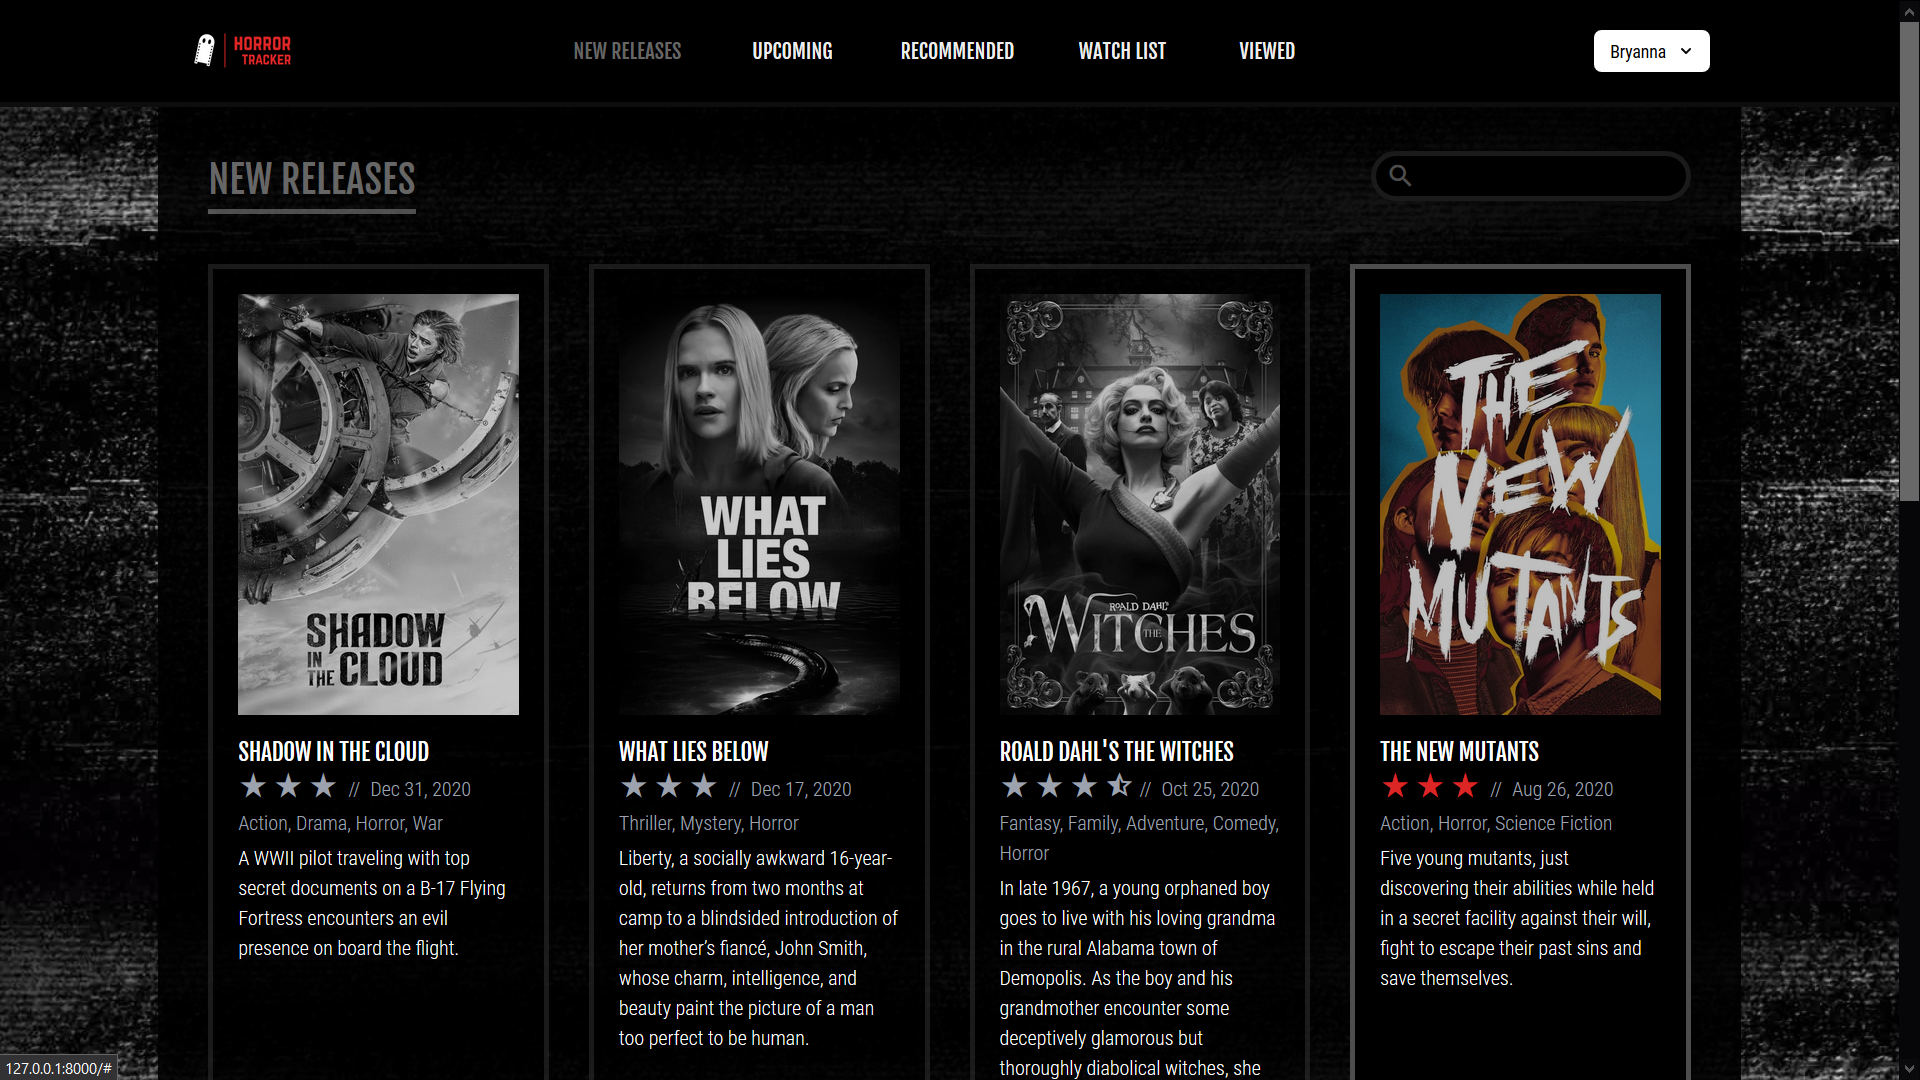 HORROR
TRACKER
NEW RELEASES
UPCOMING
RECOMMENDED
WATCH LIST
VIEWED
Bryanna
NEW RELEASES
SHADOW
IN THE CLOUD
SHADOW IN THE CLOUD
// Dec 31, 2020
Action, Drama, Horror, War
A WWII pilot traveling with top
secret documents on a B-17 Flying
Fortress encounters an evil
presence on board the flight.
WHAT
LIES
BELOW
WHAT LIES BELOW
// Dec 17, 2020
Thriller, Mystery, Horror
Liberty, a socially awkward 16-year-
old, returns from two months at
camp to a blindsided introduction of
her mother’s fiancé, John Smith,
whose charm, intelligence, and
beauty paint the picture of a man
too perfect to be human.
ROALD DAHL'S
THE WITCHES
ROALD DAHL'S THE WITCHES
// Oct 25, 2020
Fantasy, Family, Adventure, Comedy,
Horror
In late 1967, a young orphaned boy
goes to live with his loving grandma
in the rural Alabama town of
Demopolis. As the boy and his
grandmother encounter some
deceptively glamorous but
thoroughly diabolical witches, she
THE
NEW
MUTANTS
THE NEW MUTANTS
// Aug 26, 2020
Action, Horror, Science Fiction
Five young mutants, just
discovering their abilities while held
in a secret facility against their will,
fight to escape their past sins and
save themselves.
127.0.0.1:8000/#